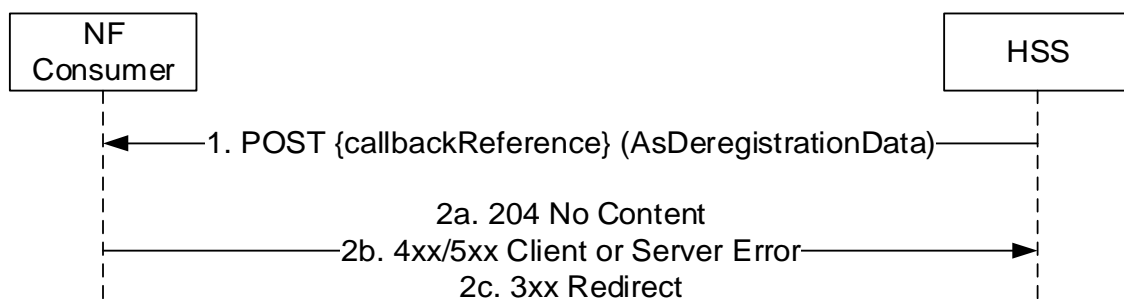 NF
Consumer
HSS
1. POST {callbackReference} (AsDeregistrationData)
2a. 204 No Content
2b. 4xx/5xx Client or Server Error
2c. 3xx Redirect